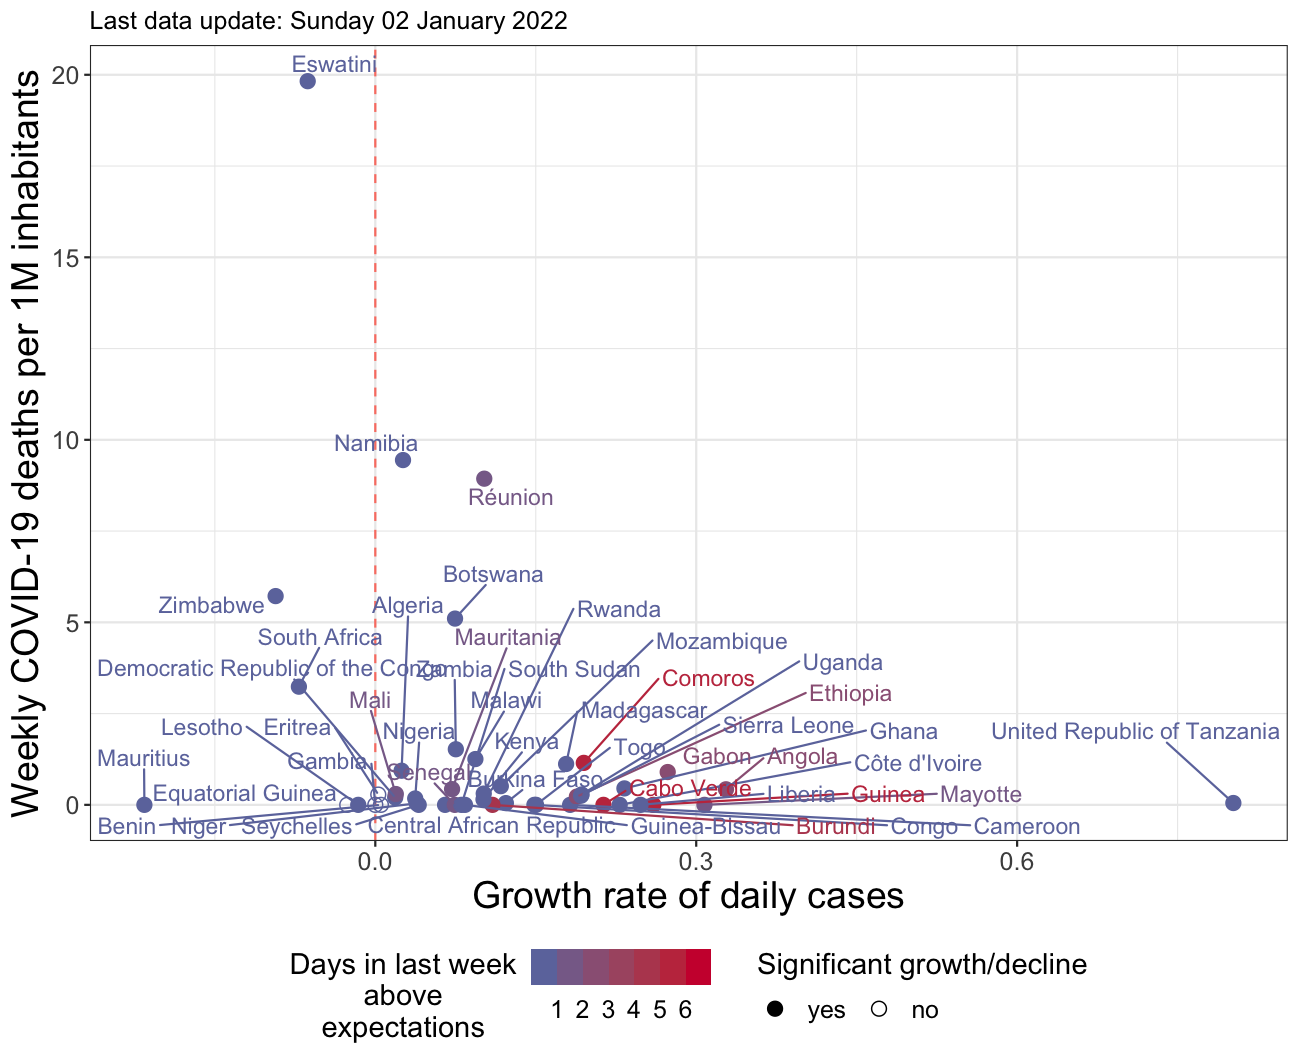 Last data update: Sunday 02 January 2022
Weekly COVID-19 deaths per 1M inhabitants
20
15
10
5
0
Eswatini
Namibia
Réunion
Botswana
Zimbabwe
Algeria
Rwanda
South Africa
Mauritania
Mozambique
Democratic Republic of the Congo
Zambia
South Sudan
Uganda
Comoros
Ethiopia
Mali
Malawi
Madagascar
Lesotho
Eritrea
Nigeria
Sierra Leone
Ghana
United Republic of Tanzania
Kenya
Togo
Mauritius
Gambia
Gabon
Angola
Côte d'Ivoire
Senegal
Burkina Faso
Cabo Verde
Equatorial Guinea
Liberia
Guinea
Mayotte
Benin
Niger
Seychelles
Central African Republic
Guinea-Bissau
Burundi
Congo
Cameroon
0.0
0.3
0.6
Growth rate of daily cases
Days in last week
above
expectations
1 2 3 4 5 6
Significant growth/decline
yes
no